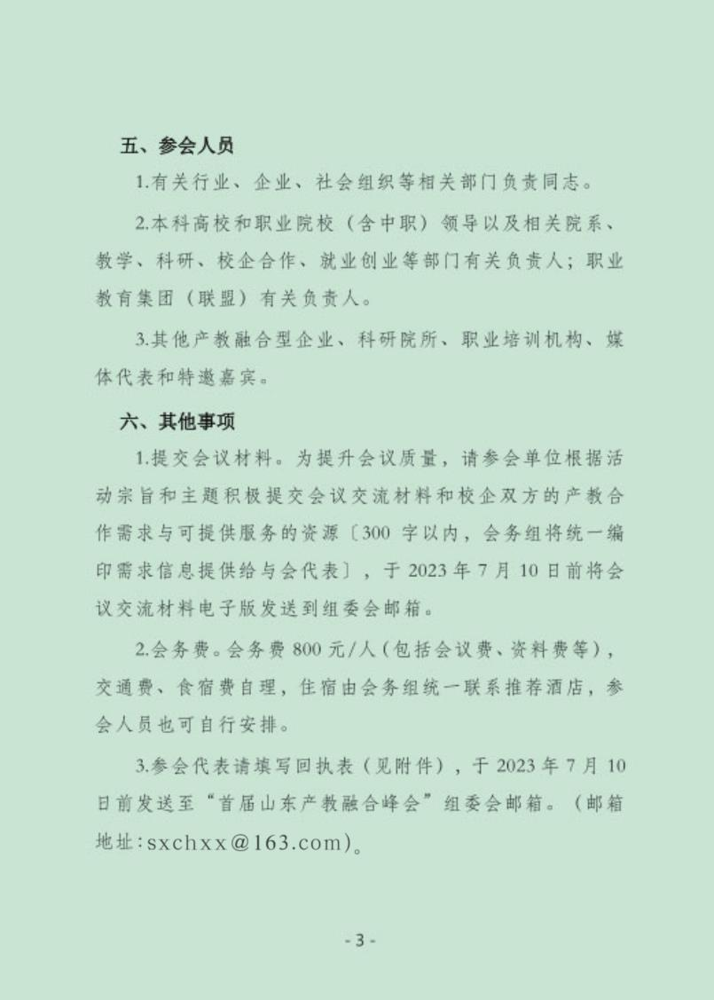 五、参会人员
1.有关行业、企业、社会组织等相关部门负责同志。
2.本科高校和职业院校（含中职）领导以及相关院系、
教学、科研、校企合作、就业创业等部门有关负责人；职业
教育集团（联盟）有关负责人。
3.其他产教融合型企业、科研院所、职业培训机构、媒
体代表和特邀嘉宾。
六、其他事项
1.提交会议材料。为提升会议质量，请参会单位根据活
动宗旨和主题积极提交会议交流材料和校企双方的产教合
作需求与可提供服务的资源〔300 字以内，会务组将统一编
印需求信息提供给与会代表〕，于 2023 年 7 月 10 日前将会
议交流材料电子版发送到组委会邮箱。
2.会务费。会务费 800 元/人（包括会议费、资料费等），
交通费、食宿费自理，住宿由会务组统一联系推荐酒店，参
会人员也可自行安排。
3.参会代表请填写回执表（见附件），于 2023 年 7 月 10
日前发送至“首届山东产教融合峰会”组委会邮箱。（邮箱
地址:sxchxx@163.com)。
- 3 -